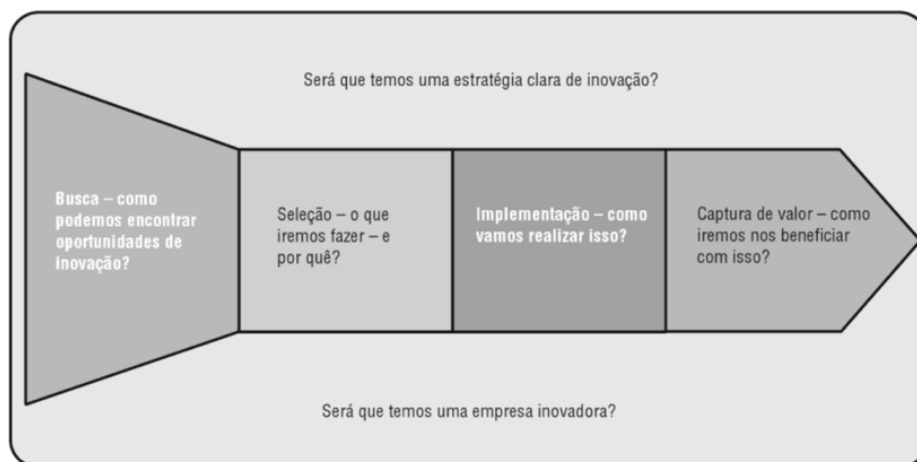 Será que temos uma estratégia clara de inovação?
Busca – como
podemos encontrar
oportunidades de
inovação?
Seleção – o que
iremos fazer – e
por quê?
Implementação – como
vamos realizar isso?
Captura de valor – como
iremos nos beneficiar
com isso?
Será que temos uma empresa inovadora?